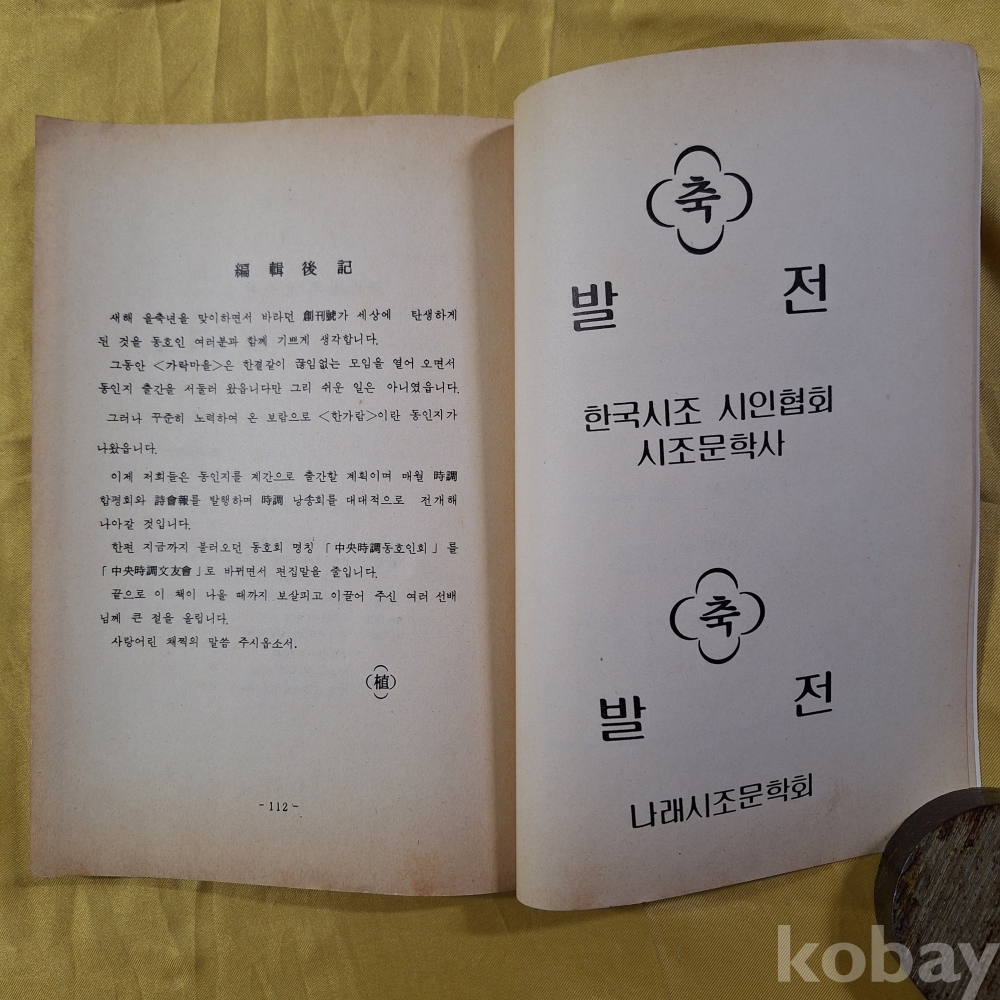 編輯後記
새해 을축년을 맞이하면서 바라던 創刊號가 세상에 탄생하게
된 것을 동호인 여러분과 함께 기쁘게 생각합니다.
그동안 <가락마을>은 한결같이 끊임없는 모임을 열어 오면서
동인지 출간을 서둘러 왔읍니다만 그리 쉬운 일은 아니였읍니다.
그러나 꾸준히 노력하여 온 보람으로 <한가람>이란 동인지가
나왔읍니다.
이제 저희들은 동인지를 계간으로 출간할 계획이며 매월 時調
합평회와 詩會報를 발행하며 時調 낭송회를 대대적으로 전개해
나아갈 것입니다.
한편 지금까지 불러오던 동호회 명칭 「中央時調동호인회」를
「中央時調文友會」로 바뀌면서 편집말을 줄입니다.
끝으로 이 책이 나올 때까지 보살피고 이끌어 주신 여러 선배
님께 큰 절을 올립니다.
사랑어린 채찍의 말씀 주시옵소서.
(植)
- 112 -
축
발 전
한국시조 시인협회
시조문학사
축
발 전
나래시조문학회
kobay